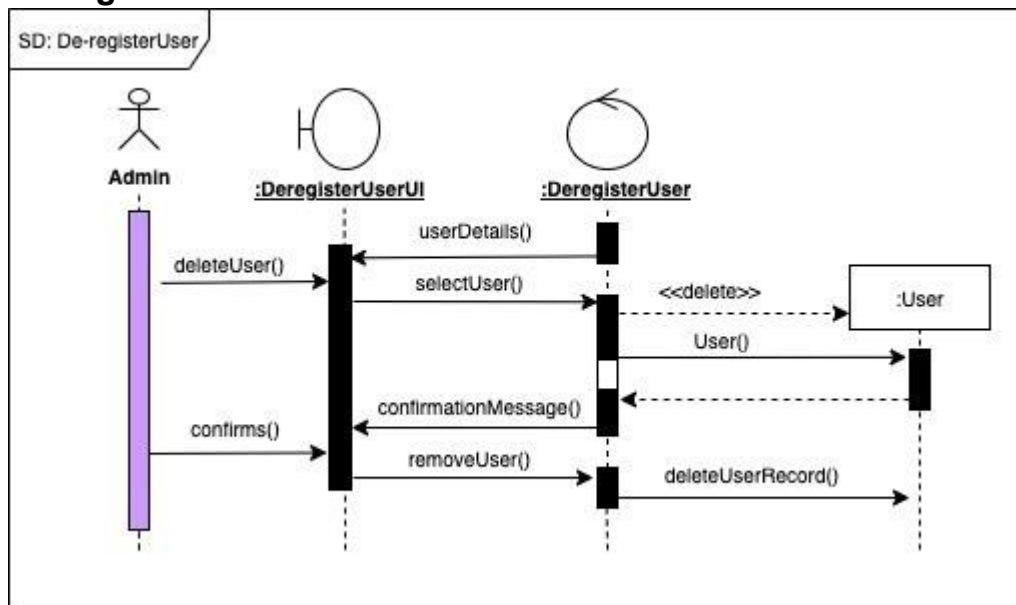 SD: De-registerUser
Admin
:DeregisterUserUI
:DeregisterUser
userDetails()
deleteUser()
selectUser()
<<delete>>
:User
User()
confirmationMessage()
confirms()
removeUser()
deleteUserRecord()